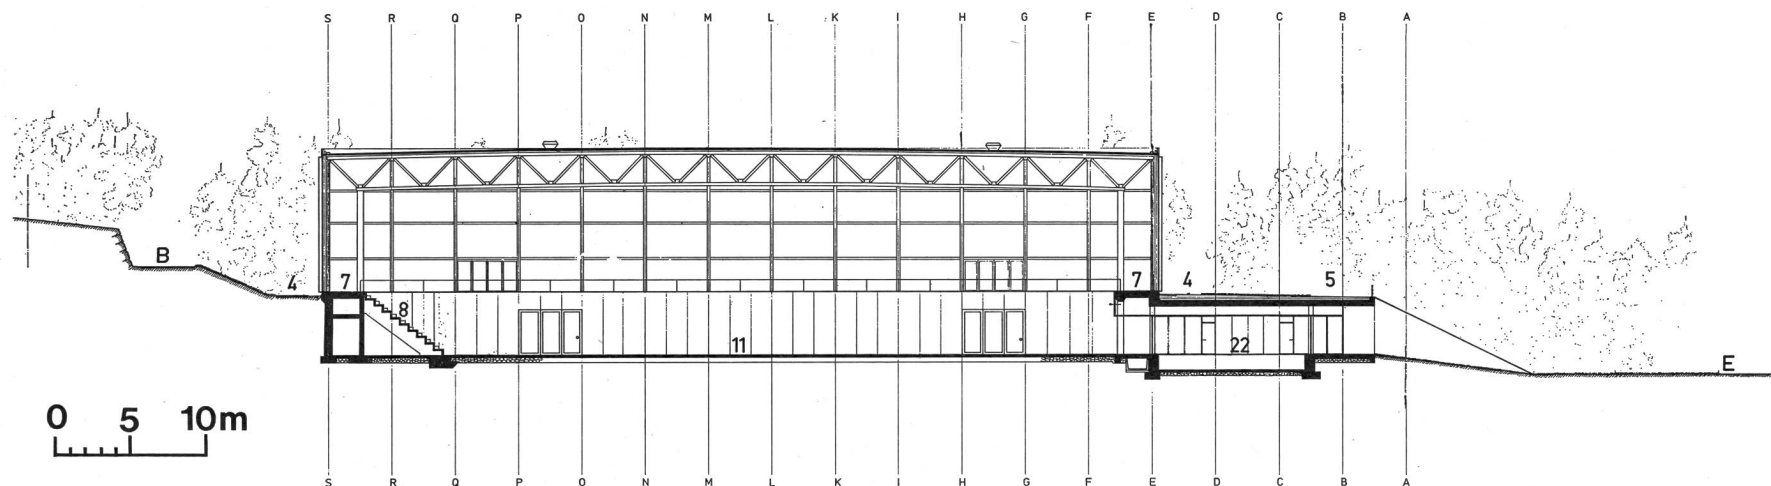 S R Q P O N M L K I H G F E D C B A
B 4 7 8 7 4 5
11 22 E
0 5 10m
S R Q P O N M L K I H G F E D C B A